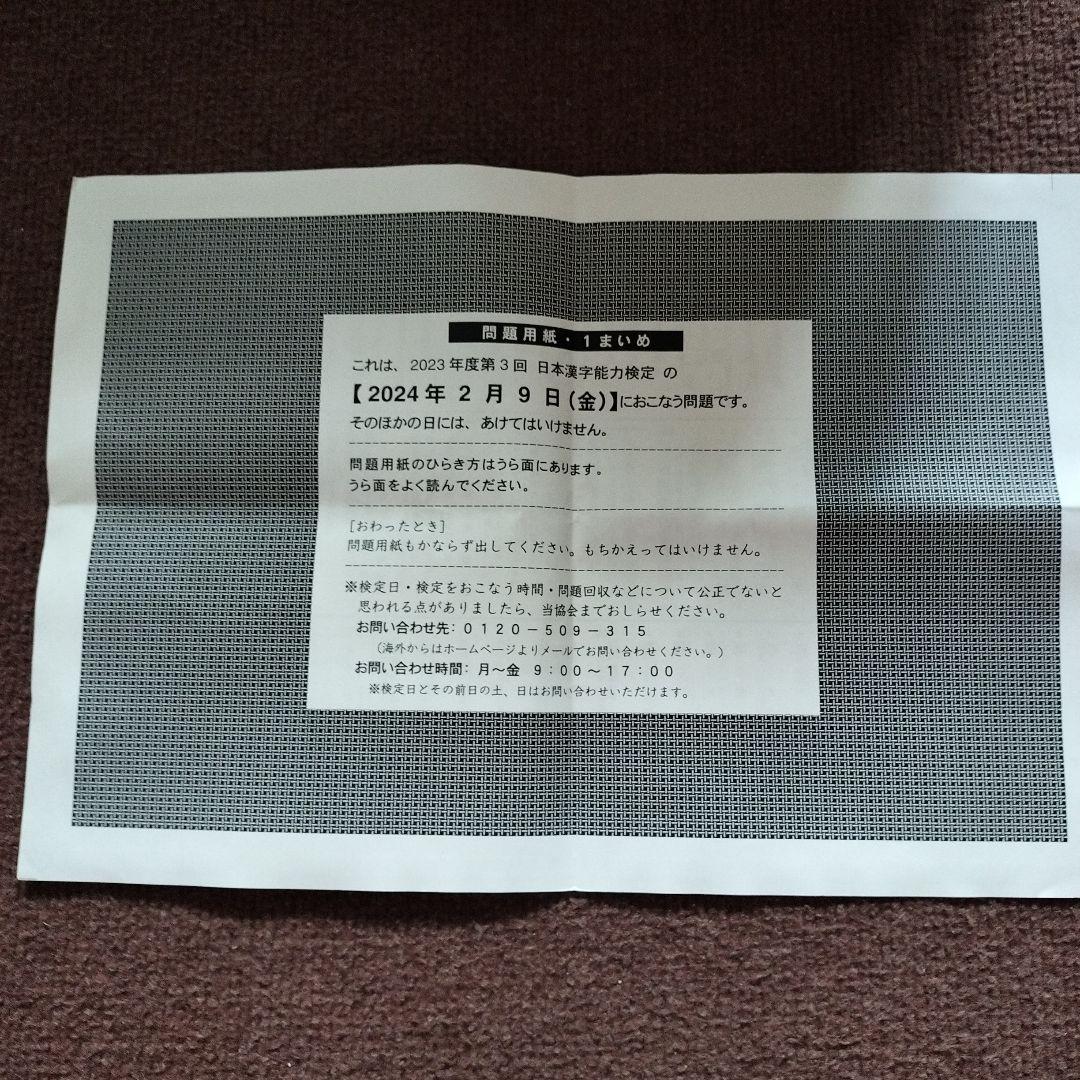 問題用紙・1まいめ
これは、2023年度第3回 日本漢字能力検定 の
【2024年 2 月 9 日(金)】におこなう問題です。
そのほかの日には、あけてはいけません。
問題用紙のひらき方はうら面にあります。
うら面をよく読んでください。
[おわったとき]
問題用紙もかならず出してください。もちかえってはいけません。
※検定日・検定をおこなう時間・問題回収などについて公正でないと
思われる点がありましたら、当協会までおしらせください。
お問い合わせ先:0120-509-315
(海外からはホームページよりメールでお問い合わせください。)
お問い合わせ時間:月〜金 9:00〜17:00
※検定日とその前日の土、日はお問い合わせいただけます。